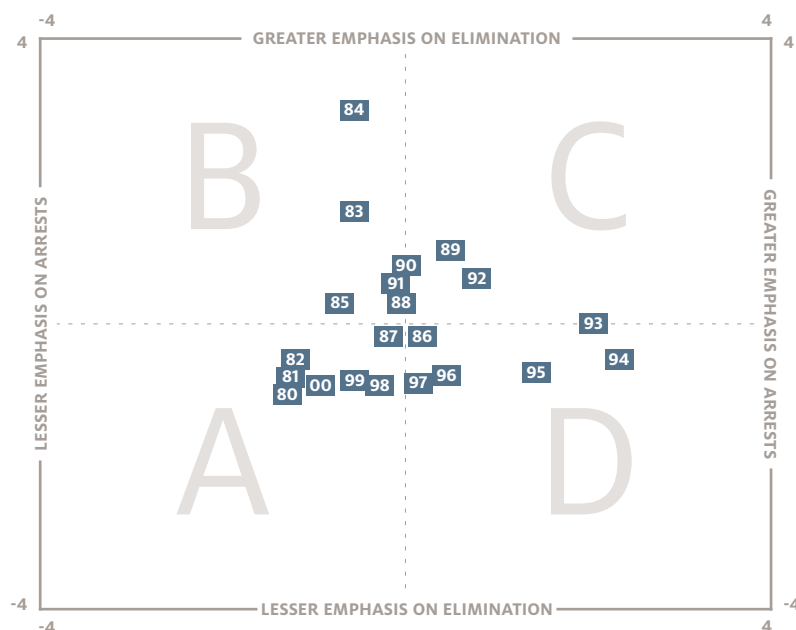 -4 4
4 GREATER EMPHASIS ON ELIMINATION 4
B C
84
83
89
90
92
91
85 88
93
87 86
82 94
81 00 99 98 97 96 95
80
LESSER EMPHASIS ON ARRESTS
GREATER EMPHASIS ON ARRESTS
A D
-4 LESSER EMPHASIS ON ELIMINATION -4
-4 4